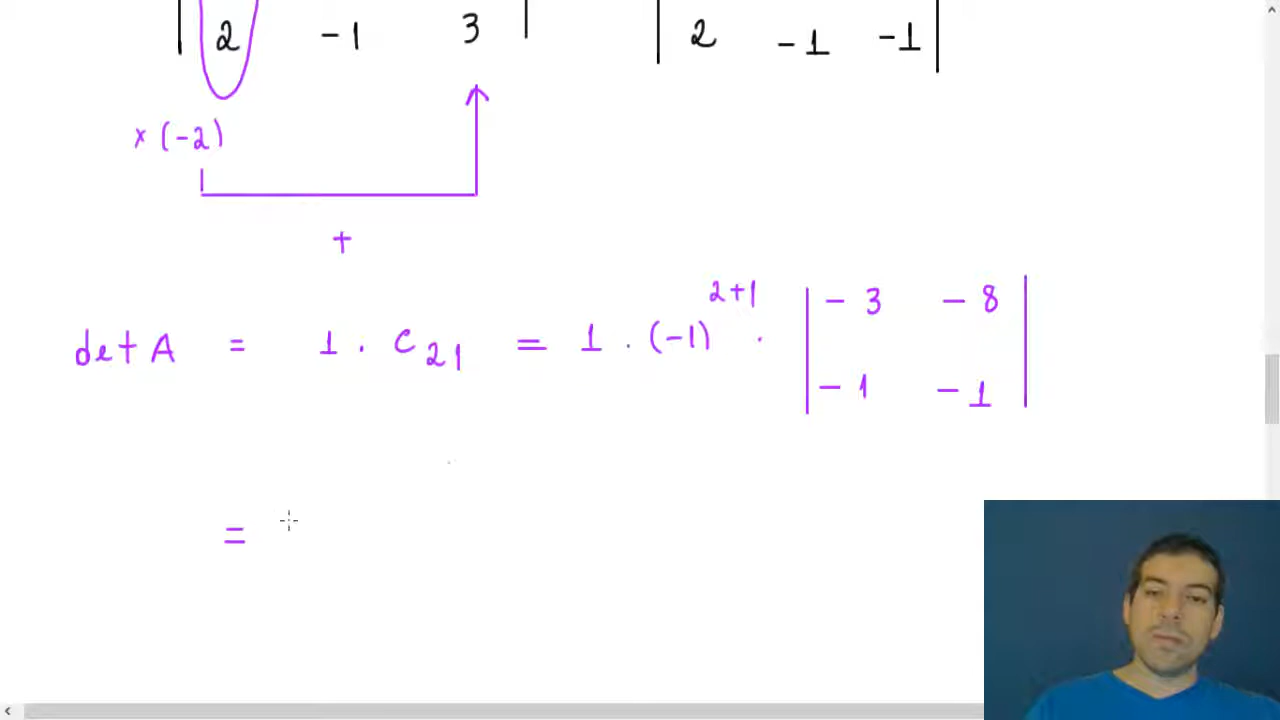 | 2 -1 3 | | 2 -1 -1 |
× (-2)
+
det A = 1 · C₂₁ = 1 · (-1)²⁺¹ · | -3 -8 |
| -1 -1 |
=